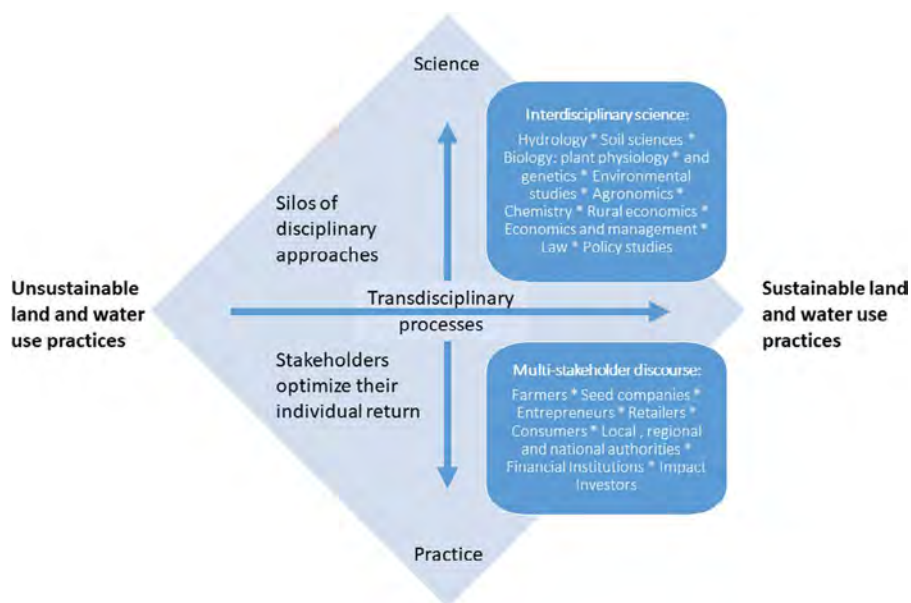 Science
Interdisciplinary science:
Hydrology * Soil sciences *
Biology: plant physiology * and
genetics * Environmental
studies * Agronomics *
Chemistry * Rural economics *
Economics and management *
Law * Policy studies
Silos of
disciplinary
approaches
Unsustainable
land and water
use practices
Transdisciplinary
processes
Sustainable land
and water use
practices
Stakeholders
optimize their
individual return
Multi-stakeholder discourse:
Farmers * Seed companies *
Entrepreneurs * Retailers *
Consumers * Local , regional
and national authorities *
Financial Institutions * Impact
Investors
Practice